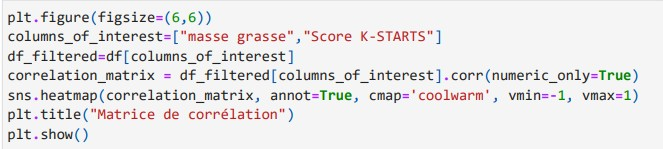 plt.figure(figsize=(6,6))
columns_of_interest=["masse grasse","Score K-STARTS"]
df_filtered=df[columns_of_interest]
correlation_matrix = df_filtered[columns_of_interest].corr(numeric_only=True)
sns.heatmap(correlation_matrix, annot=True, cmap='coolwarm', vmin=-1, vmax=1)
plt.title("Matrice de corrélation")
plt.show()